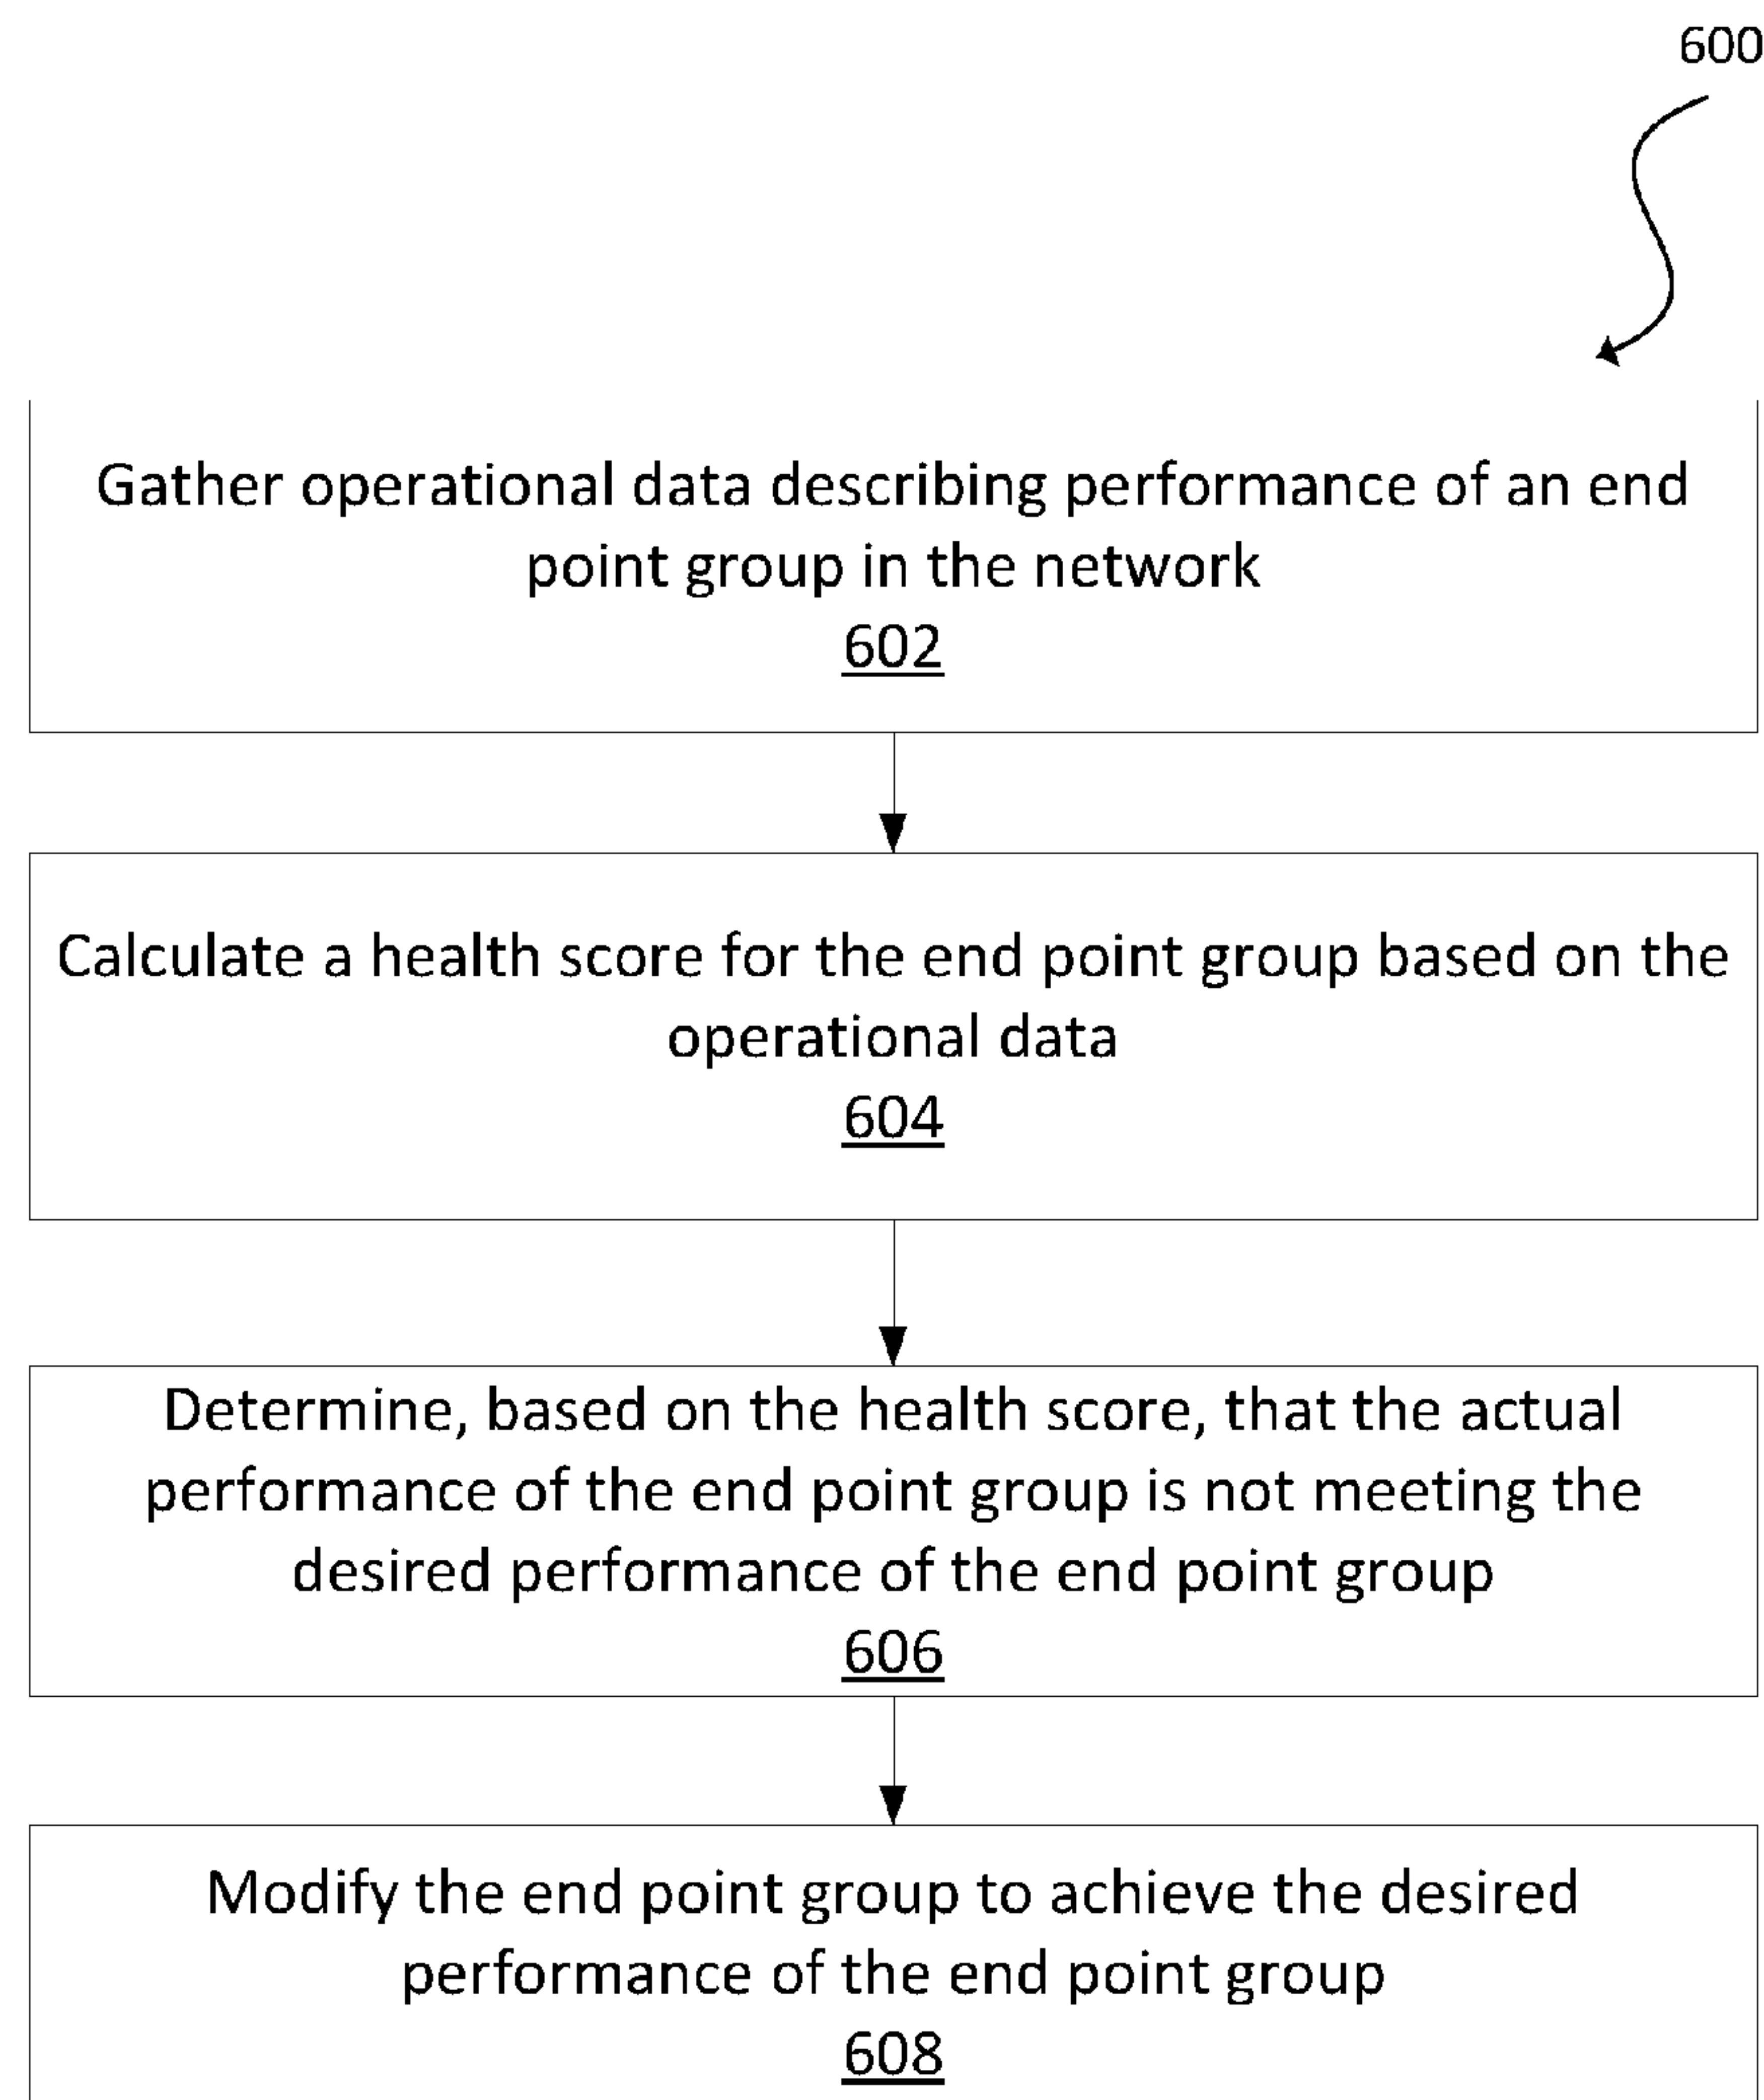 600
Gather operational data describing performance of an end
point group in the network
602
Calculate a health score for the end point group based on the
operational data
604
Determine, based on the health score, that the actual
performance of the end point group is not meeting the
desired performance of the end point group
606
Modify the end point group to achieve the desired
performance of the end point group
608